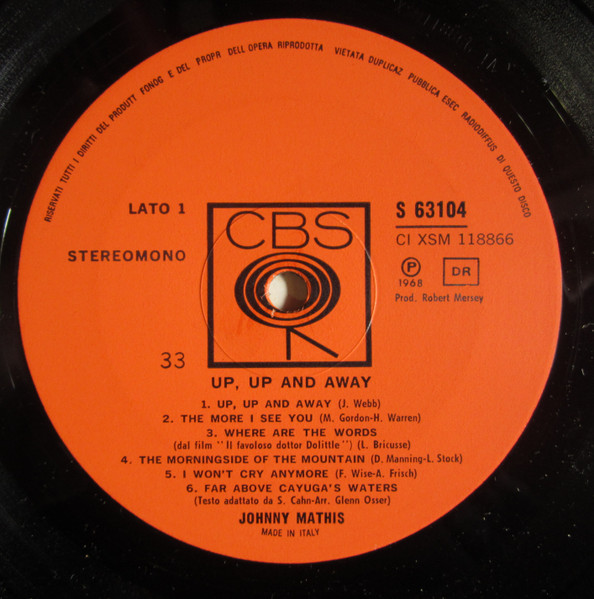 RISERVATI TUTTI I DIRITTI DEL PRODUTT FONOG E DEL PROPR DELL'OPERA RIPRODOTTA VIETATA DUPLICAZ PUBBLICA ESEC RADIODIFFUS DI QUESTO DISCO
LATO 1
STEREOMONO
33
CBS
S 63104
CI XSM 118866
P
1968
DR
Prod. Robert Mersey
UP, UP AND AWAY
1. UP, UP AND AWAY (J. Webb)
2. THE MORE I SEE YOU (M. Gordon-H. Warren)
3. WHERE ARE THE WORDS
(dal film "Il favoloso dottor Dolittle") (L. Bricusse)
4. THE MORNINGSIDE OF THE MOUNTAIN (D. Manning-L. Stock)
5. I WON'T CRY ANYMORE (F. Wise-A. Frisch)
6. FAR ABOVE CAYUGA'S WATERS
(Testo adattato da S. Cahn-Arr. Glenn Osser)
JOHNNY MATHIS
MADE IN ITALY